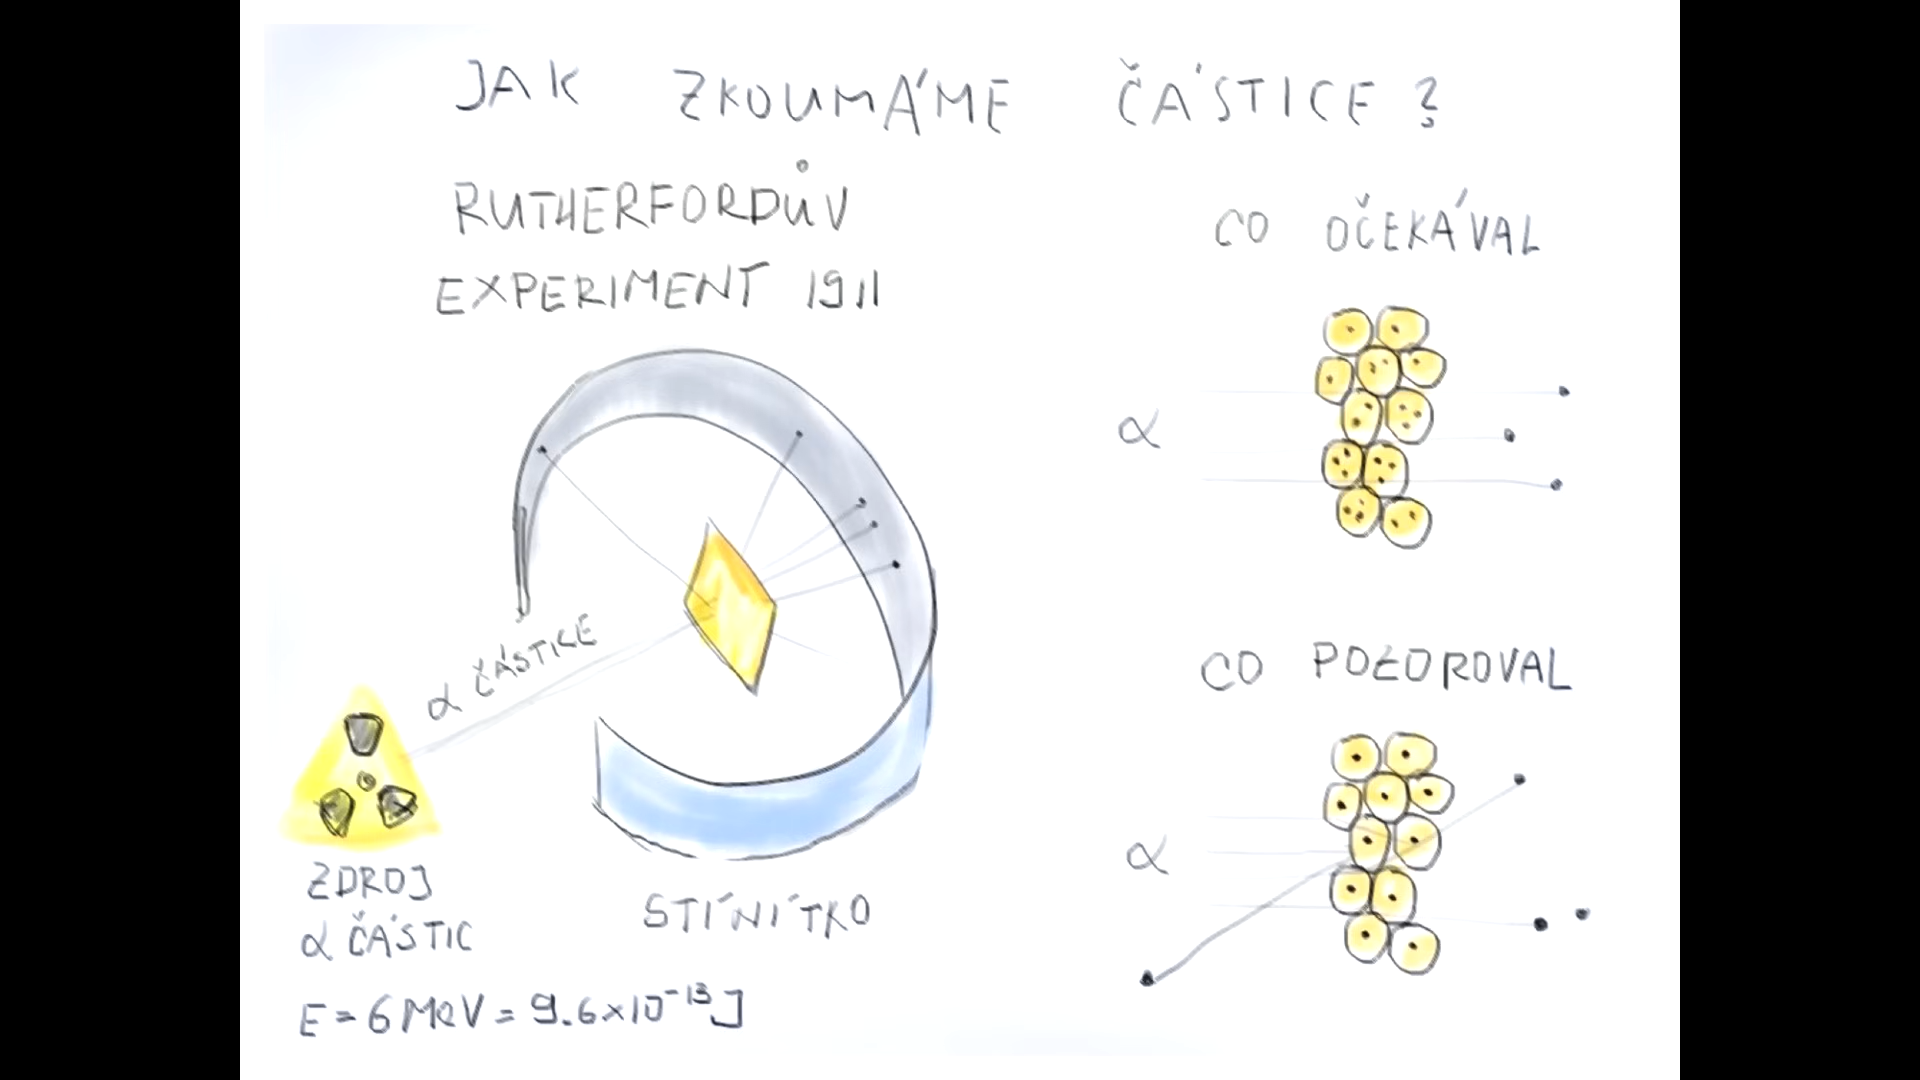 JAK ZKOUMÁME ČÁSTICE?
RUTHERFORDŮV
EXPERIMENT 1911
α ČÁSTICE
ZDROJ
α ČÁSTIC
E = 6 MeV = 9.6×10⁻¹³ J
STÍNÍTKO
CO OČEKÁVAL
α
CO POZOROVAL
α